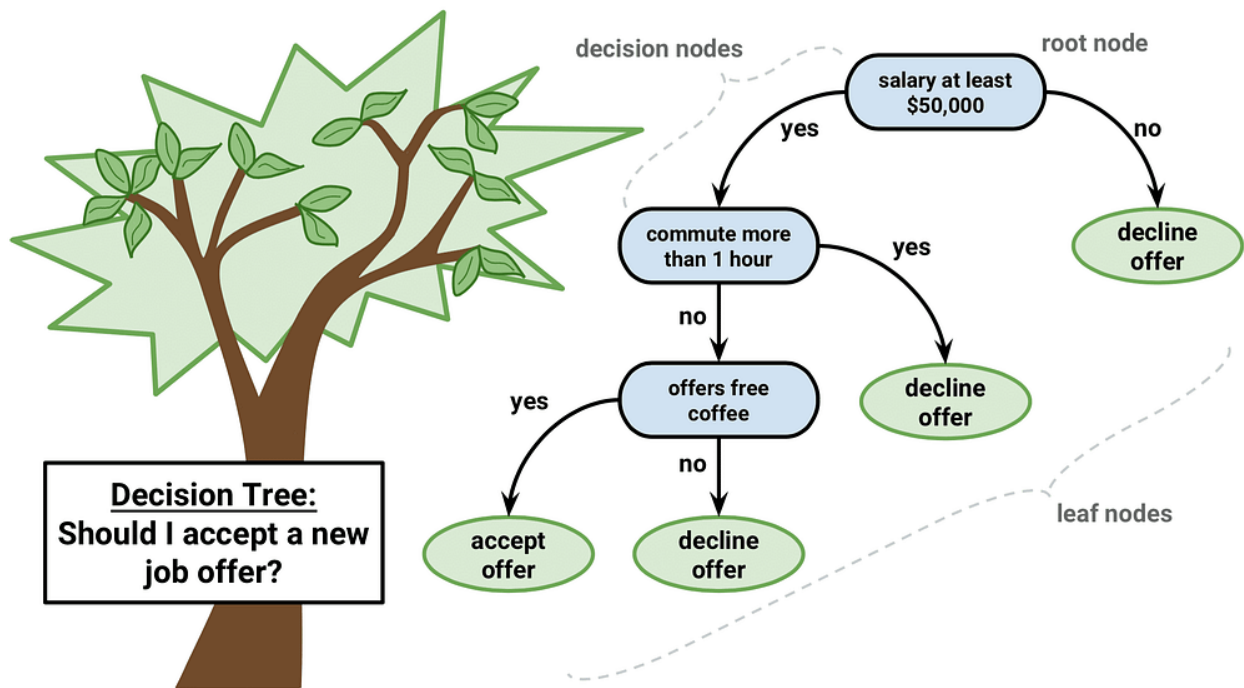 decision nodes
root node
salary at least
$50,000
yes
no
commute more
than 1 hour
yes
decline
offer
no
offers free
coffee
decline
offer
yes
no
leaf nodes
accept
offer
decline
offer
Decision Tree:
Should I accept a new
job offer?